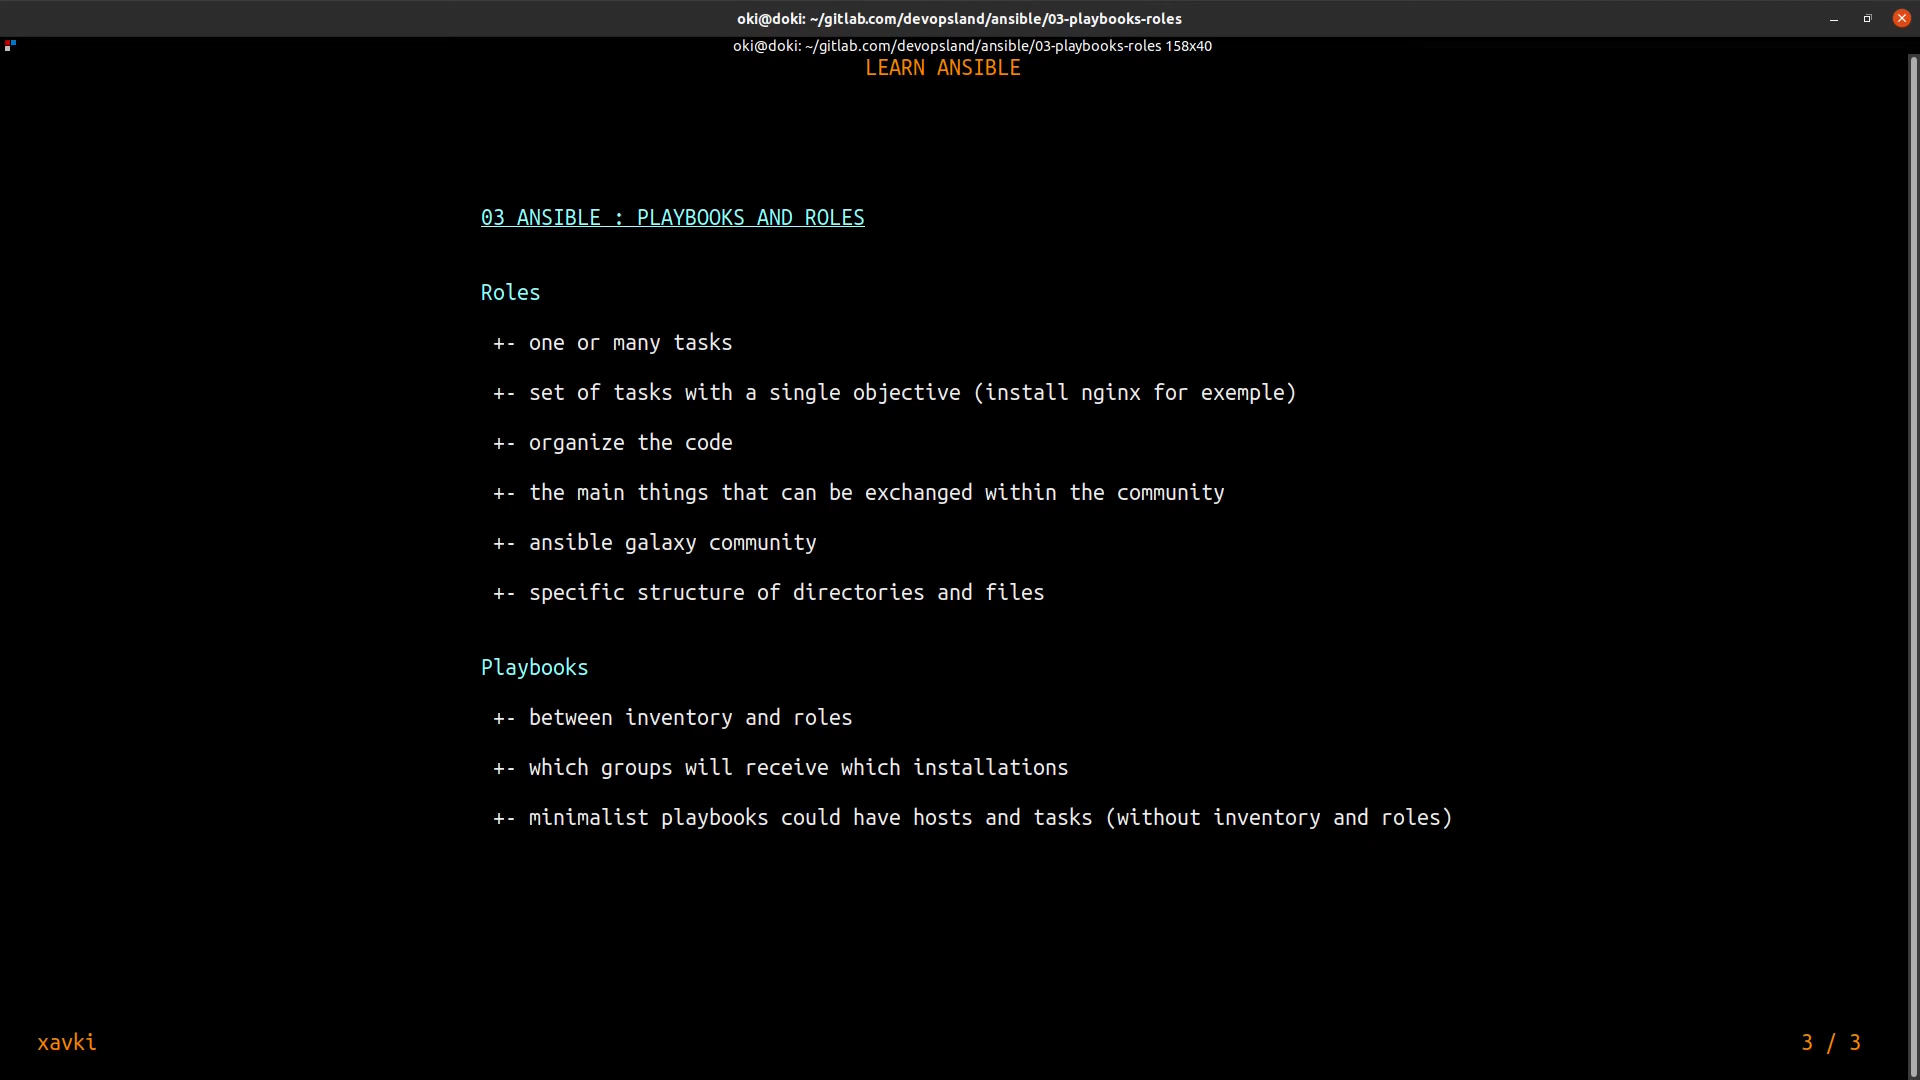 oki@doki: ~/gitlab.com/devopsland/ansible/03-playbooks-roles
oki@doki: ~/gitlab.com/devopsland/ansible/03-playbooks-roles 158x40
LEARN ANSIBLE
03 ANSIBLE : PLAYBOOKS AND ROLES
Roles
+- one or many tasks
+- set of tasks with a single objective (install nginx for exemple)
+- organize the code
+- the main things that can be exchanged within the community
+- ansible galaxy community
+- specific structure of directories and files
Playbooks
+- between inventory and roles
+- which groups will receive which installations
+- minimalist playbooks could have hosts and tasks (without inventory and roles)
xavki
3 / 3